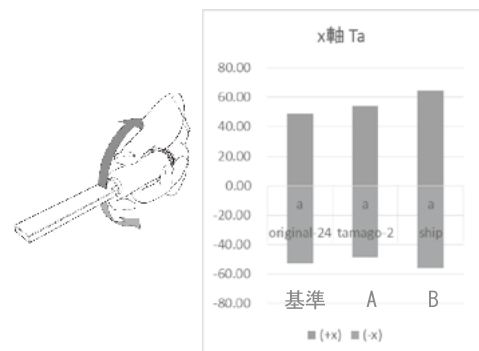 x軸 Ta
80.00
60.00
40.00
20.00
0.00
-20.00
-40.00
-60.00
-80.00
a a a
original-24 tamago-2 ship
基準 A B
(+x) (-x)